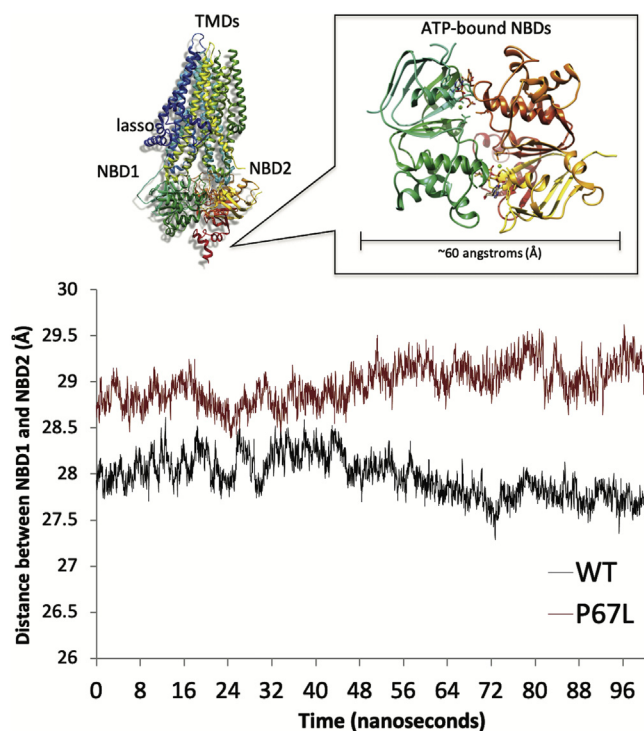 TMDs
ATP-bound NBDs
lasso
NBD1
NBD2
~60 angstroms (Å)
Distance between NBD1 and NBD2 (Å)
30
29.5
29
28.5
28
27.5
27
26.5
26
WT
P67L
0 8 16 24 32 40 48 56 64 72 80 88 96
Time (nanoseconds)